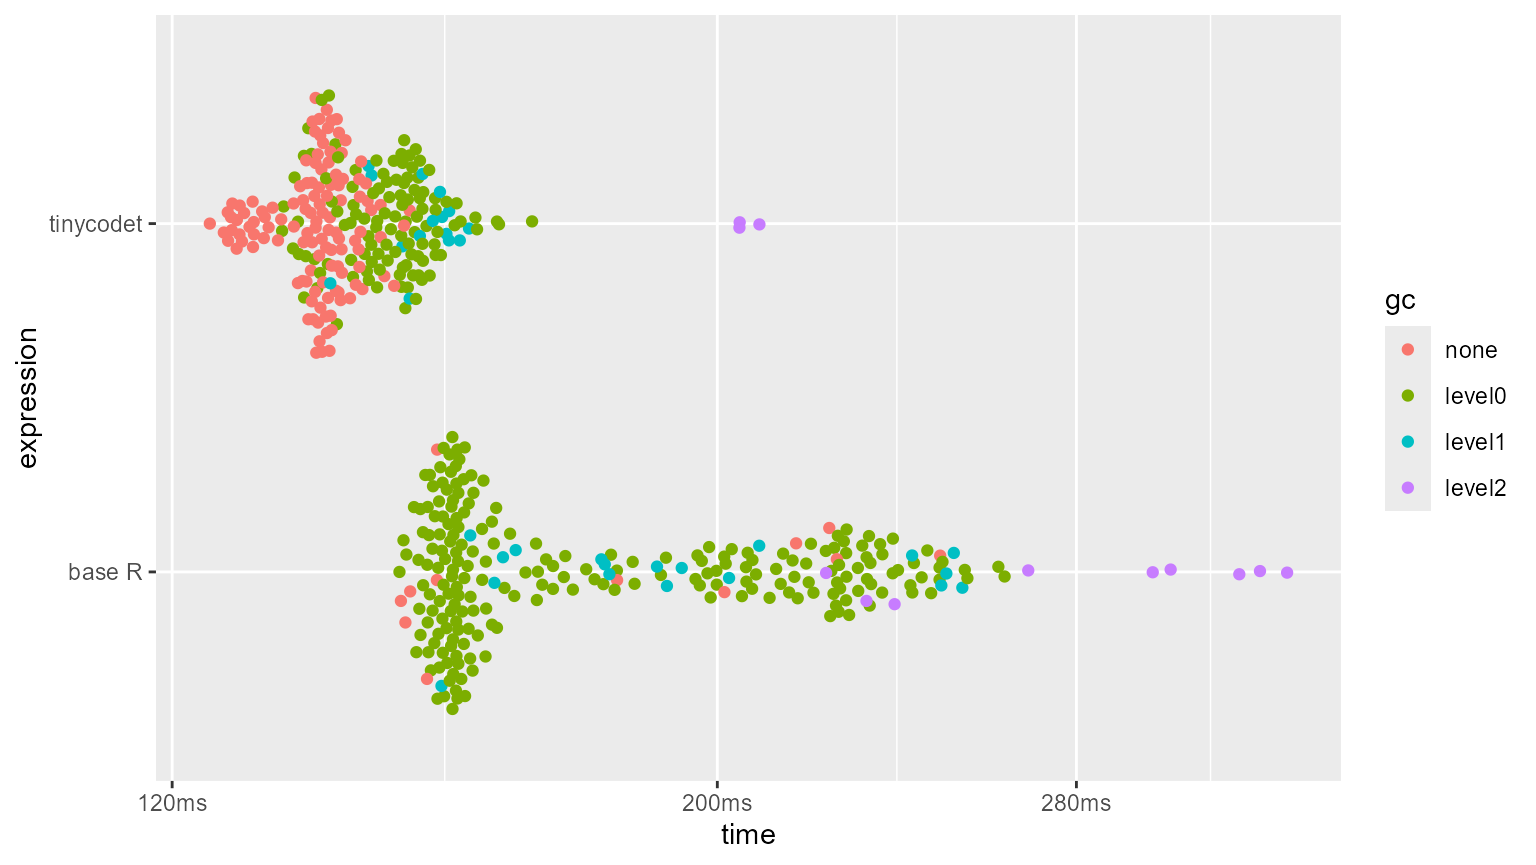 expression
tinycodet
base R
120ms
200ms
280ms
time
gc
none
level0
level1
level2